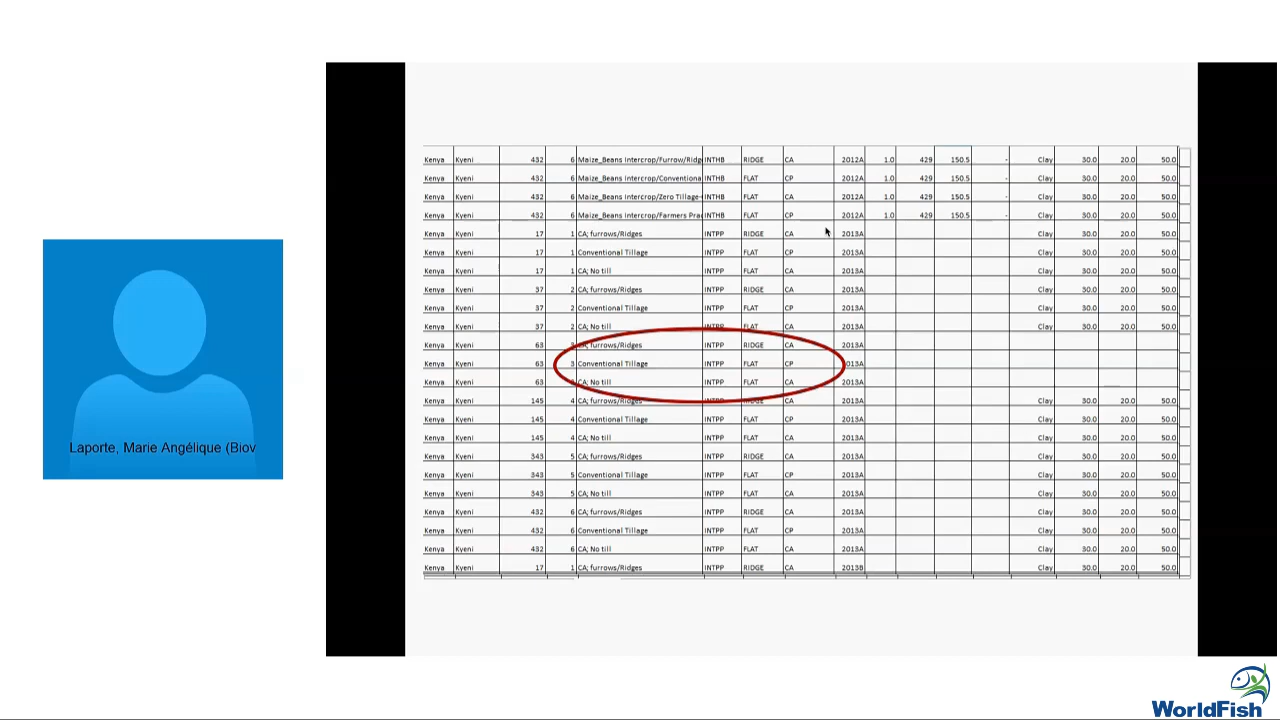 Kenya Kyeni 432 6 Maize_Beans Intercrop/Furrow/Ridg INTHB RIDGE CA 2012A 1.0 429 150.5 - Clay 30.0 20.0 50.0
Kenya Kyeni 432 6 Maize_Beans Intercrop/Conventiona INTHB FLAT CP 2012A 1.0 429 150.5 - Clay 30.0 20.0 50.0
Kenya Kyeni 432 6 Maize_Beans Intercrop/Zero Tillage- INTHB FLAT CA 2012A 1.0 429 150.5 - Clay 30.0 20.0 50.0
Kenya Kyeni 432 6 Maize_Beans Intercrop/Farmers Prac INTHB FLAT CP 2012A 1.0 429 150.5 - Clay 30.0 20.0 50.0
Kenya Kyeni 17 1 CA; furrows/Ridges INTPP RIDGE CA 2013A Clay 30.0 20.0 50.0
Kenya Kyeni 17 1 Conventional Tillage INTPP FLAT CP 2013A Clay 30.0 20.0 50.0
Kenya Kyeni 17 1 CA; No till INTPP FLAT CA 2013A Clay 30.0 20.0 50.0
Kenya Kyeni 37 2 CA; furrows/Ridges INTPP RIDGE CA 2013A Clay 30.0 20.0 50.0
Kenya Kyeni 37 2 Conventional Tillage INTPP FLAT CP 2013A Clay 30.0 20.0 50.0
Kenya Kyeni 37 2 CA; No till INTPP FLAT CA 2013A Clay 30.0 20.0 50.0
Kenya Kyeni 63 3 CA; furrows/Ridges INTPP RIDGE CA 2013A
Kenya Kyeni 63 3 Conventional Tillage INTPP FLAT CP 2013A
Kenya Kyeni 63 3 CA; No till INTPP FLAT CA 2013A
Kenya Kyeni 145 4 CA; furrows/Ridges INTPP RIDGE CA 2013A Clay 30.0 20.0 50.0
Kenya Kyeni 145 4 Conventional Tillage INTPP FLAT CP 2013A Clay 30.0 20.0 50.0
Kenya Kyeni 145 4 CA; No till INTPP FLAT CA 2013A Clay 30.0 20.0 50.0
Kenya Kyeni 343 5 CA; furrows/Ridges INTPP RIDGE CA 2013A Clay 30.0 20.0 50.0
Kenya Kyeni 343 5 Conventional Tillage INTPP FLAT CP 2013A Clay 30.0 20.0 50.0
Kenya Kyeni 343 5 CA; No till INTPP FLAT CA 2013A Clay 30.0 20.0 50.0
Kenya Kyeni 432 6 CA; furrows/Ridges INTPP RIDGE CA 2013A Clay 30.0 20.0 50.0
Kenya Kyeni 432 6 Conventional Tillage INTPP FLAT CP 2013A Clay 30.0 20.0 50.0
Kenya Kyeni 432 6 CA; No till INTPP FLAT CA 2013A Clay 30.0 20.0 50.0
Kenya Kyeni 17 1 CA; furrows/Ridges INTPP RIDGE CA 2013B Clay 30.0 20.0 50.0
Laporte, Marie Angélique (Biov
WorldFish